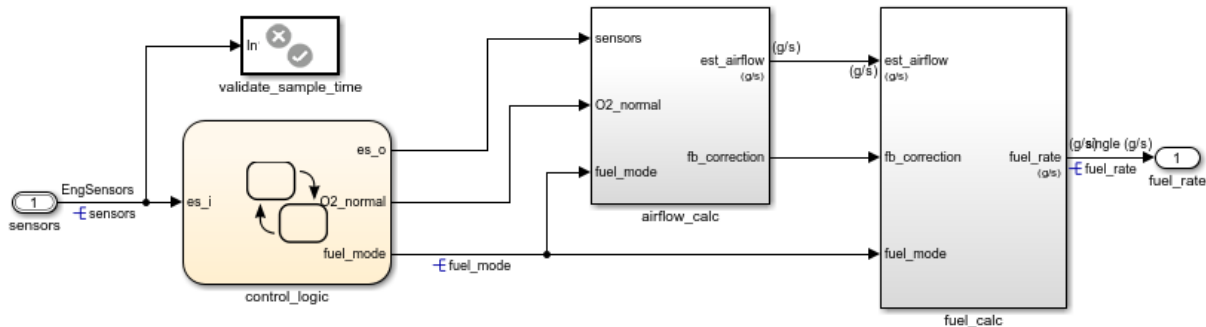 In
validate_sample_time
1
sensors
EngSensors
sensors
es_i
es_o
O2_normal
fuel_mode
control_logic
fuel_mode
sensors
O2_normal
fuel_mode
est_airflow
(g/s)
fb_correction
airflow_calc
(g/s)
(g/s)
est_airflow
(g/s)
fb_correction
fuel_mode
fuel_rate
(g/s)
fuel_calc
(g/s)
single (g/s)
fuel_rate
1
fuel_rate